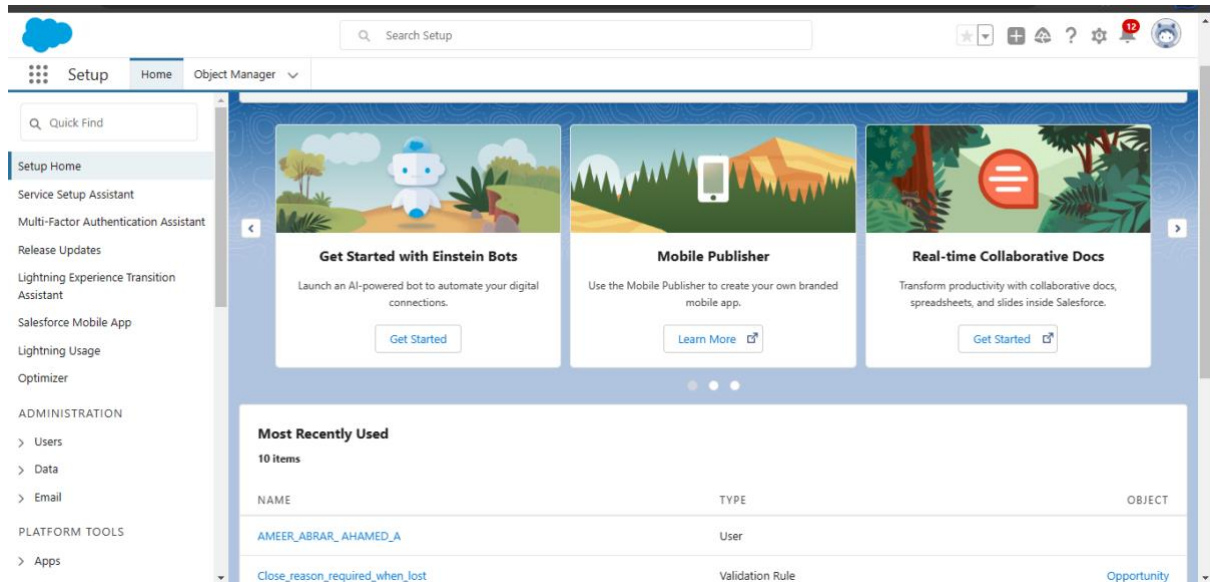 Search Setup
12
Setup
Home
Object Manager
Quick Find
Setup Home
Service Setup Assistant
Multi-Factor Authentication Assistant
Release Updates
Lightning Experience Transition
Assistant
Salesforce Mobile App
Lightning Usage
Optimizer
ADMINISTRATION
> Users
> Data
> Email
PLATFORM TOOLS
> Apps
Get Started with Einstein Bots
Launch an AI-powered bot to automate your digital
connections.
Get Started
Mobile Publisher
Use the Mobile Publisher to create your own branded
mobile app.
Learn More
Real-time Collaborative Docs
Transform productivity with collaborative docs,
spreadsheets, and slides inside Salesforce.
Get Started
Most Recently Used
10 items
NAME TYPE OBJECT
AMEER_ABRAR_ AHAMED_A User
Close_reason_required_when_lost Validation Rule Opportunity